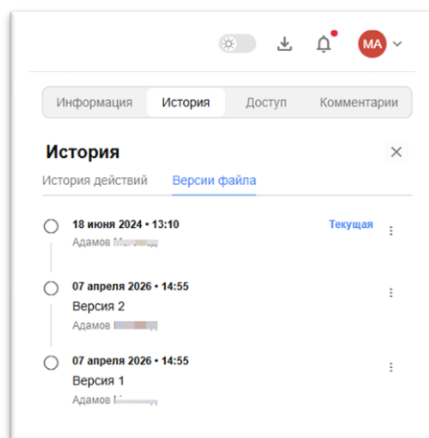 МА
Информация История Доступ Комментарии
История
История действий Версии файла
18 июня 2024 • 13:10 Текущая
Адамов
07 апреля 2026 • 14:55
Версия 2
Адамов
07 апреля 2026 • 14:55
Версия 1
Адамов